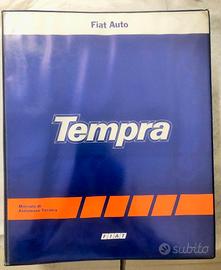 Fiat Auto
Tempra
Manuale di
Assistenza Tecnica
FIAT
subito